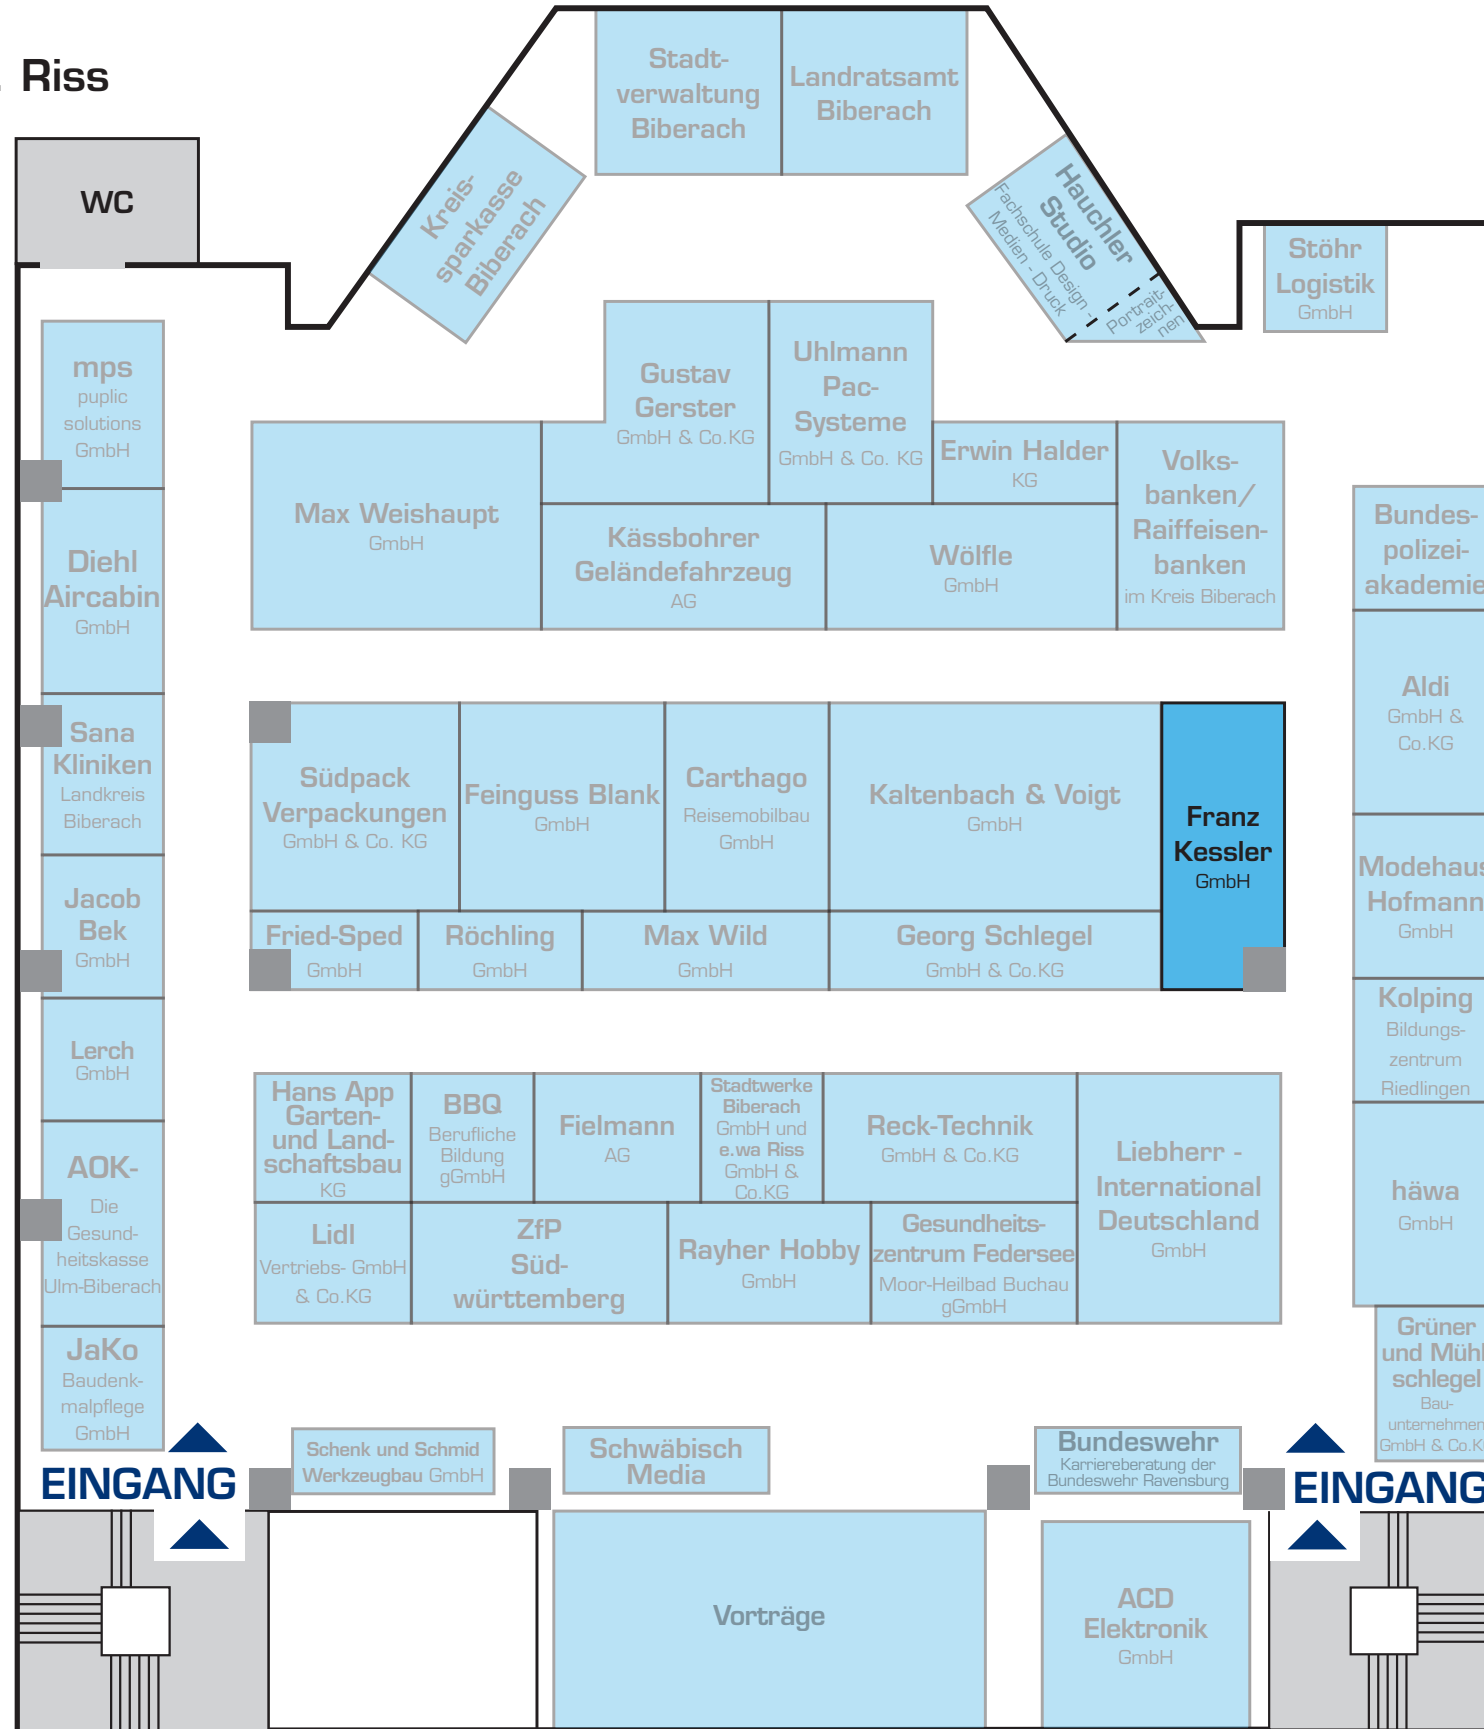 . Riss
Stadt-
verwaltung
Biberach
Landratsamt
Biberach
WC
Kreis-
sparkasse
Biberach
Hauchler
Studio
Fachschule Design -
Medien - Druck
Portrait-
zeich-
nen
Stöhr
Logistik
GmbH
mps
puplic
solutions
GmbH
Diehl
Aircabin
GmbH
Sana
Kliniken
Landkreis
Biberach
Jacob
Bek
GmbH
Lerch
GmbH
AOK-
Die
Gesund-
heitskasse
Ulm-Biberach
JaKo
Baudenk-
malpflege
GmbH
Gustav
Gerster
GmbH & Co.KG
Uhlmann
Pac-
Systeme
GmbH & Co. KG
Erwin Halder
KG
Volks-
banken/
Raiffeisen-
banken
im Kreis Biberach
Max Weishaupt
GmbH
Kässbohrer
Geländefahrzeug
AG
Wölfle
GmbH
Südpack
Verpackungen
GmbH & Co. KG
Feinguss Blank
GmbH
Carthago
Reisemobilbau
GmbH
Kaltenbach & Voigt
GmbH
Franz
Kessler
GmbH
Fried-Sped
GmbH
Röchling
GmbH
Max Wild
GmbH
Georg Schlegel
GmbH & Co.KG
Hans App
Garten-
und Land-
schaftsbau
KG
BBQ
Berufliche
Bildung
gGmbH
Fielmann
AG
Stadtwerke
Biberach
GmbH und
e.wa Riss
GmbH &
Co.KG
Reck-Technik
GmbH & Co.KG
Liebherr -
International
Deutschland
GmbH
Lidl
Vertriebs- GmbH
& Co.KG
ZfP
Süd-
württemberg
Rayher Hobby
GmbH
Gesundheits-
zentrum Federsee
Moor-Heilbad Buchau
gGmbH
Bundes-
polizei-
akademie
Aldi
GmbH &
Co.KG
Modehaus
Hofmann
GmbH
Kolping
Bildungs-
zentrum
Riedlingen
häwa
GmbH
Grüner
und Mühl
schlegel
Bau-
unternehmen
GmbH & Co.K
EINGANG
Schenk und Schmid
Werkzeugbau GmbH
Schwäbisch
Media
Bundeswehr
Karriereberatung der
Bundeswehr Ravensburg
EINGANG
Vorträge
ACD
Elektronik
GmbH